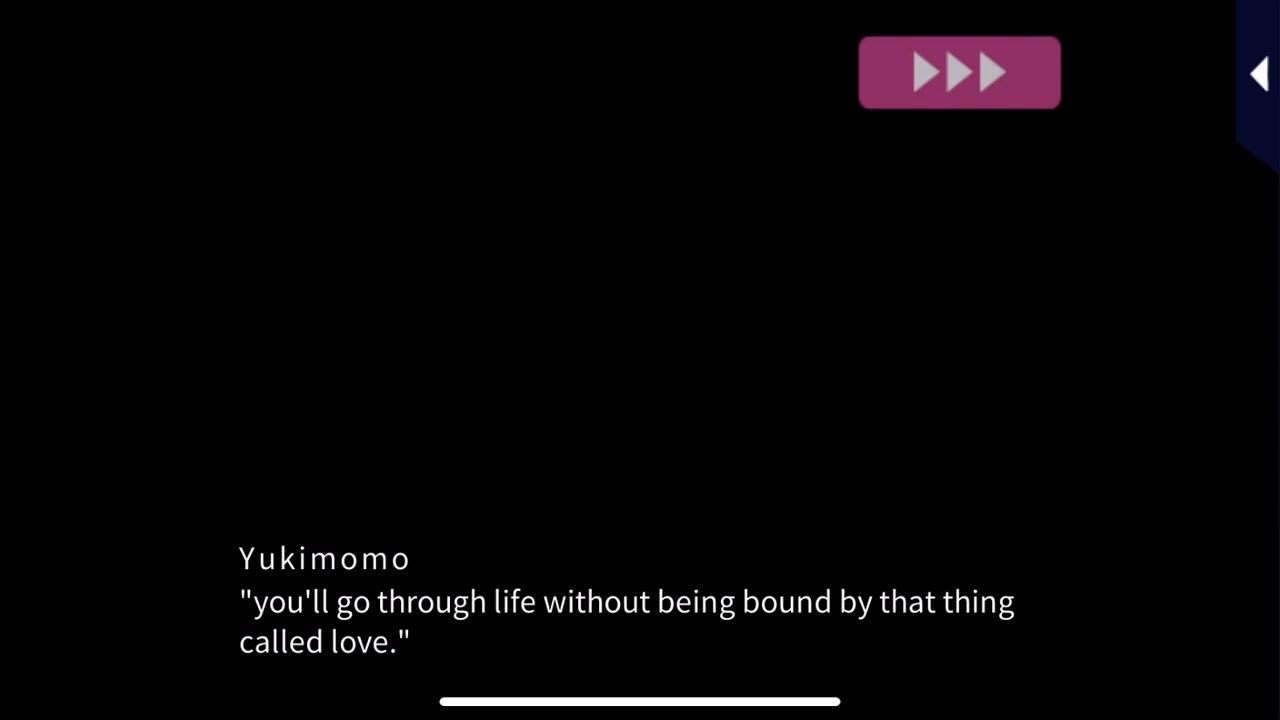 Yukimomo
"you'll go through life without being bound by that thing
called love."